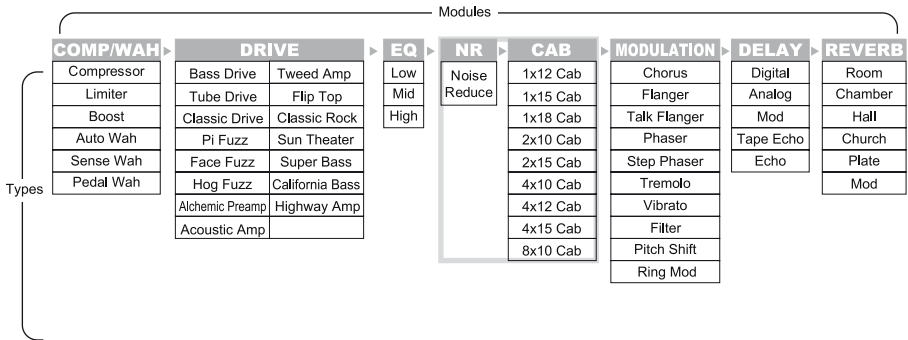 Modules
COMP/WAH DRIVE EQ NR CAB MODULATION DELAY REVERB
Types
Compressor
Limiter
Boost
Auto Wah
Sense Wah
Pedal Wah
Bass Drive Tweed Amp
Tube Drive Flip Top
Classic Drive Classic Rock
Pi Fuzz Sun Theater
Face Fuzz Super Bass
Hog Fuzz California Bass
Alchemic Preamp Highway Amp
Acoustic Amp
Low
Mid
High
Noise
Reduce
1x12 Cab
1x15 Cab
1x18 Cab
2x10 Cab
2x15 Cab
4x10 Cab
4x12 Cab
4x15 Cab
8x10 Cab
Chorus
Flanger
Talk Flanger
Phaser
Step Phaser
Tremolo
Vibrato
Filter
Pitch Shift
Ring Mod
Digital
Analog
Mod
Tape Echo
Echo
Room
Chamber
Hall
Church
Plate
Mod